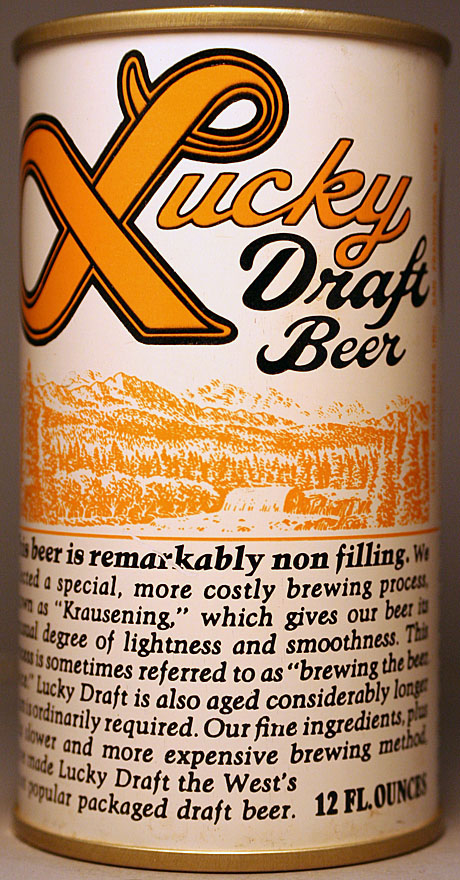 Lucky
Draft
Beer
beer is remarkably non filling. We
a special, more costly brewing process,
as "Krausening," which gives our beer its
degree of lightness and smoothness. This
is sometimes referred to as "brewing the beer
Lucky Draft is also aged considerably longer
is ordinarily required. Our fine ingredients, plus
slower and more expensive brewing method,
made Lucky Draft the West's
popular packaged draft beer. 12 FL. OUNCES